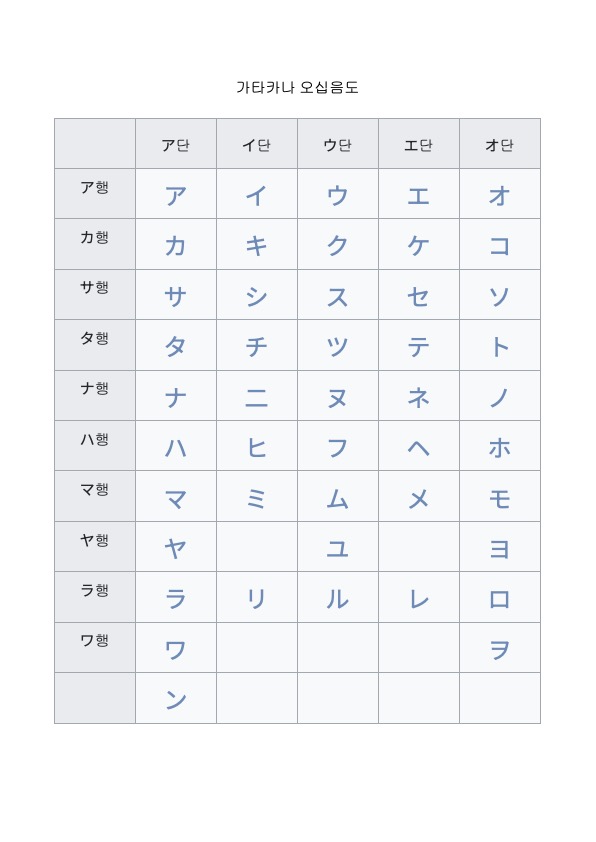 가타카나 오십음도
ア단 イ단 ウ단 エ단 オ단
ア행 ア イ ウ エ オ
カ행 カ キ ク ケ コ
サ행 サ シ ス セ ソ
タ행 タ チ ツ テ ト
ナ행 ナ ニ ヌ ネ ノ
ハ행 ハ ヒ フ ヘ ホ
マ행 マ ミ ム メ モ
ヤ행 ヤ ユ ヨ
ラ행 ラ リ ル レ ロ
ワ행 ワ ヲ
ン